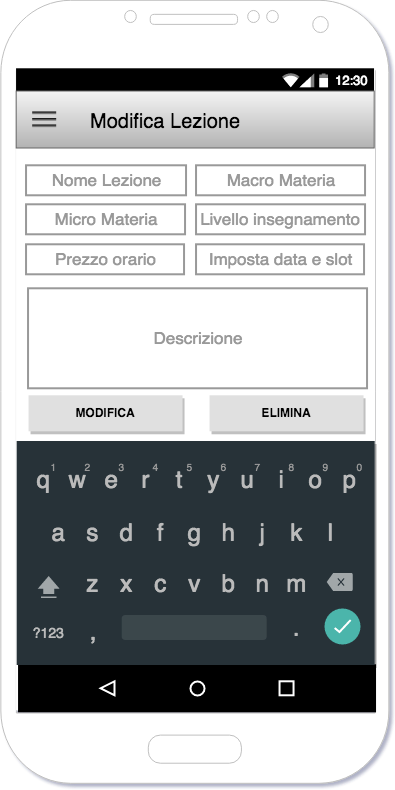 12:30
Modifica Lezione
Nome Lezione Macro Materia
Micro Materia Livello insegnamento
Prezzo orario Imposta data e slot
Descrizione
MODIFICA ELIMINA
1 2 3 4 5 6 7 8 9 0
q w e r t y u i o p
a s d f g h j k l
z x c v b n m
?123 , .